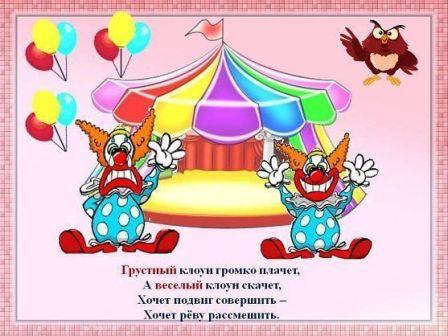 Грустный клоун громко плачет,
А веселый клоун скачет,
Хочет подвиг совершить –
Хочет рёву рассмешить.